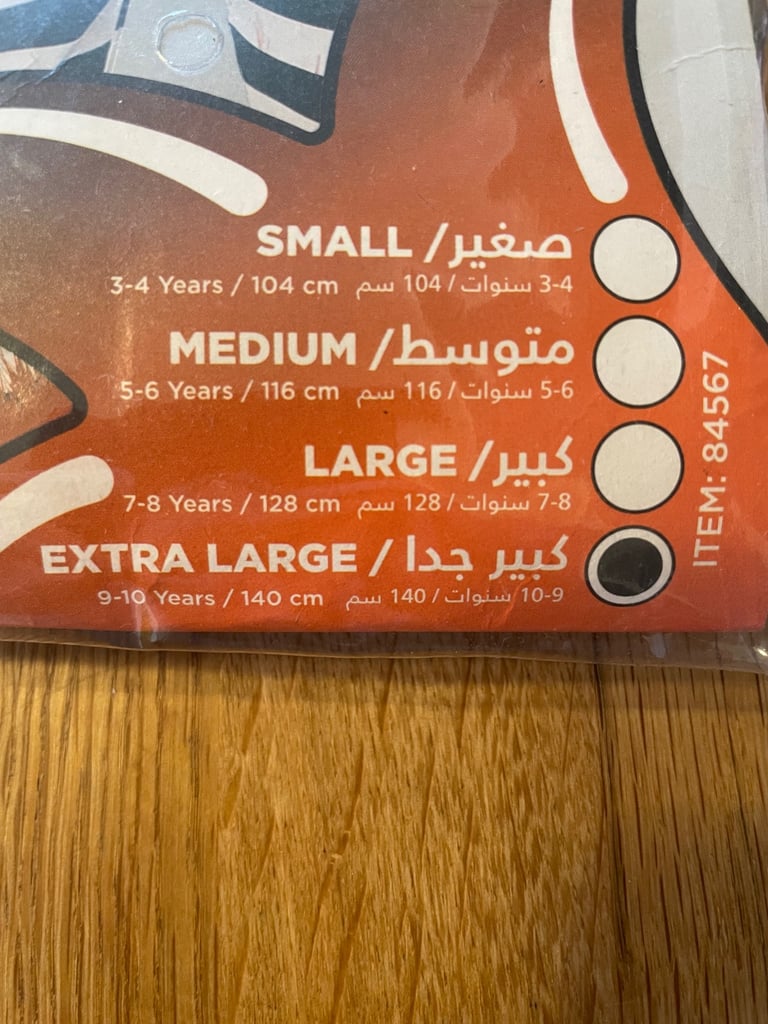 SMALL / صغير
3-4 Years / 104 cm 3-4 سنوات / 104 سم
MEDIUM / متوسط
5-6 Years / 116 cm 5-6 سنوات / 116 سم
LARGE / كبير
7-8 Years / 128 cm 7-8 سنوات / 128 سم
EXTRA LARGE / كبير جدا
9-10 Years / 140 cm 10-9 سنوات / 140 سم
ITEM: 84567